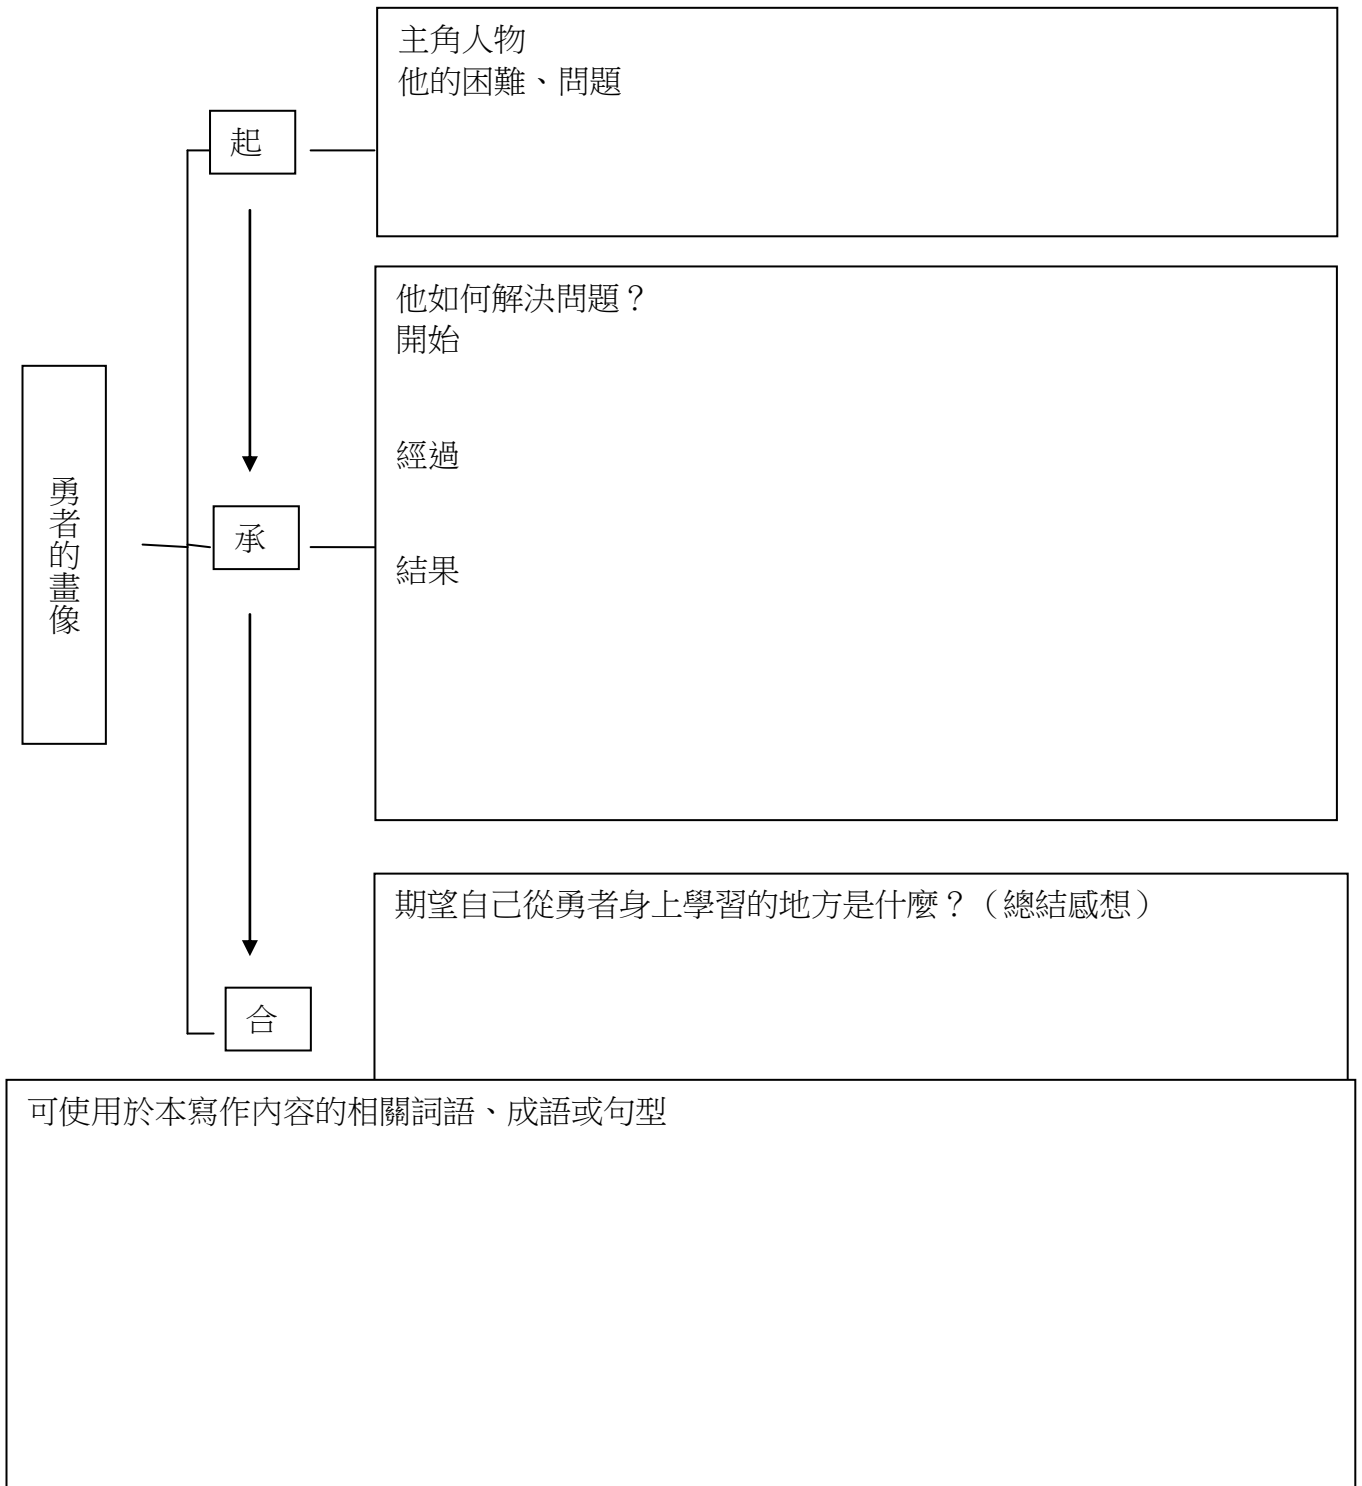 勇者的畫像
起
主角人物
他的困難、問題
承
他如何解決問題？
開始
經過
結果
合
期望自己從勇者身上學習的地方是什麼？（總結感想）
可使用於本寫作內容的相關詞語、成語或句型